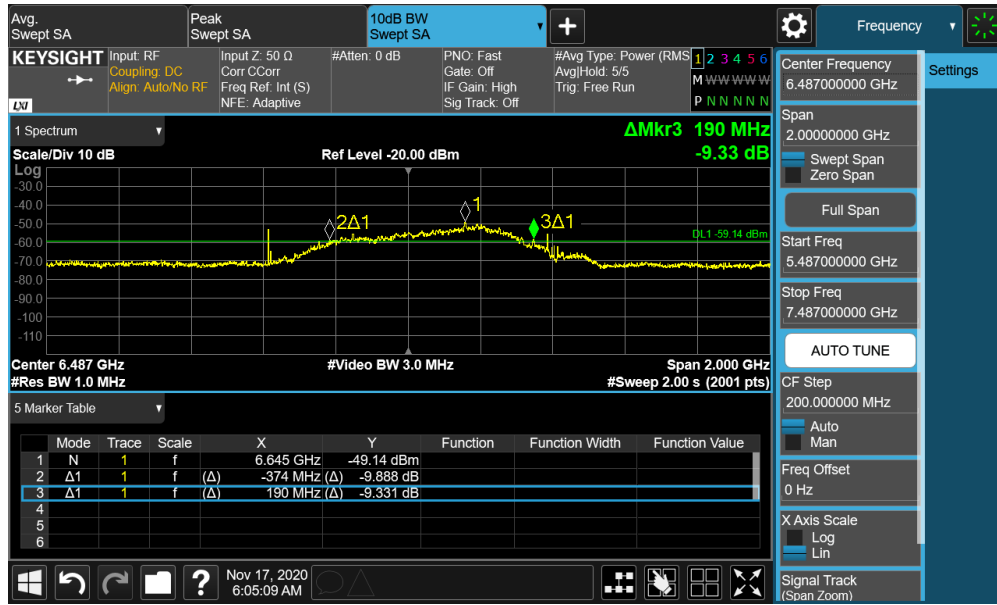 Avg.
Swept SA
Peak
Swept SA
10dB BW
Swept SA
Frequency
KEYSIGHT
LXI
Input: RF
Coupling: DC
Align: Auto/No RF
Input Z: 50 Ω
Corr CCorr
Freq Ref: Int (S)
NFE: Adaptive
#Atten: 0 dB
PNO: Fast
Gate: Off
IF Gain: High
Sig Track: Off
#Avg Type: Power (RMS
Avg|Hold: 5/5
Trig: Free Run
1 2 3 4 5 6
M W W W W W
P N N N N N
1 Spectrum
Scale/Div 10 dB
Ref Level -20.00 dBm
ΔMkr3 190 MHz
-9.33 dB
Log
-30.0
-40.0
-50.0
-60.0
-70.0
-80.0
-90.0
-100
-110
2Δ1
1
3Δ1
DL1 -59.14 dBm
Center 6.487 GHz
#Video BW 3.0 MHz
Span 2.000 GHz
#Res BW 1.0 MHz
#Sweep 2.00 s (2001 pts)
5 Marker Table
Mode Trace Scale X Y Function Function Width Function Value
1 N 1 f 6.645 GHz -49.14 dBm
2 Δ1 1 f (Δ) -374 MHz (Δ) -9.888 dB
3 Δ1 1 f (Δ) 190 MHz (Δ) -9.331 dB
4
5
6
Nov 17, 2020
6:05:09 AM
Center Frequency
6.487000000 GHz
Span
2.00000000 GHz
Swept Span
Zero Span
Full Span
Start Freq
5.487000000 GHz
Stop Freq
7.487000000 GHz
AUTO TUNE
CF Step
200.000000 MHz
Auto
Man
Freq Offset
0 Hz
X Axis Scale
Log
Lin
Signal Track
(Span Zoom)
Settings